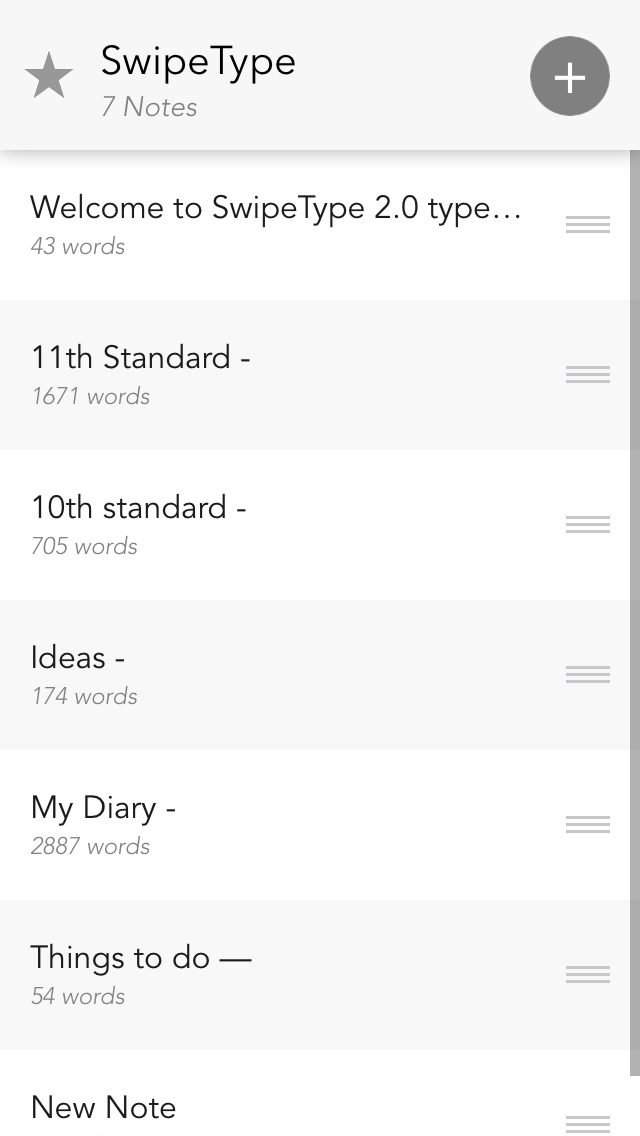 SwipeType
7 Notes
Welcome to SwipeType 2.0 type...
43 words
11th Standard -
1671 words
10th standard -
705 words
Ideas -
174 words
My Diary -
2887 words
Things to do —
54 words
New Note